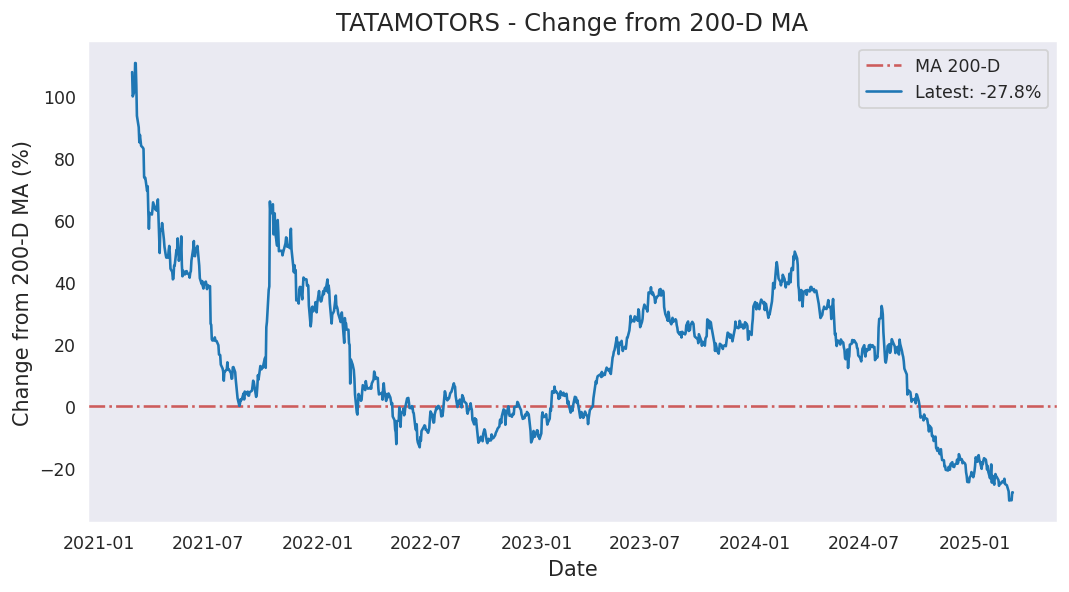 TATAMOTORS - Change from 200-D MA
MA 200-D
Latest: -27.8%
Change from 200-D MA (%)
100
80
60
40
20
0
−20
2021-01 2021-07 2022-01 2022-07 2023-01 2023-07 2024-01 2024-07 2025-01
Date